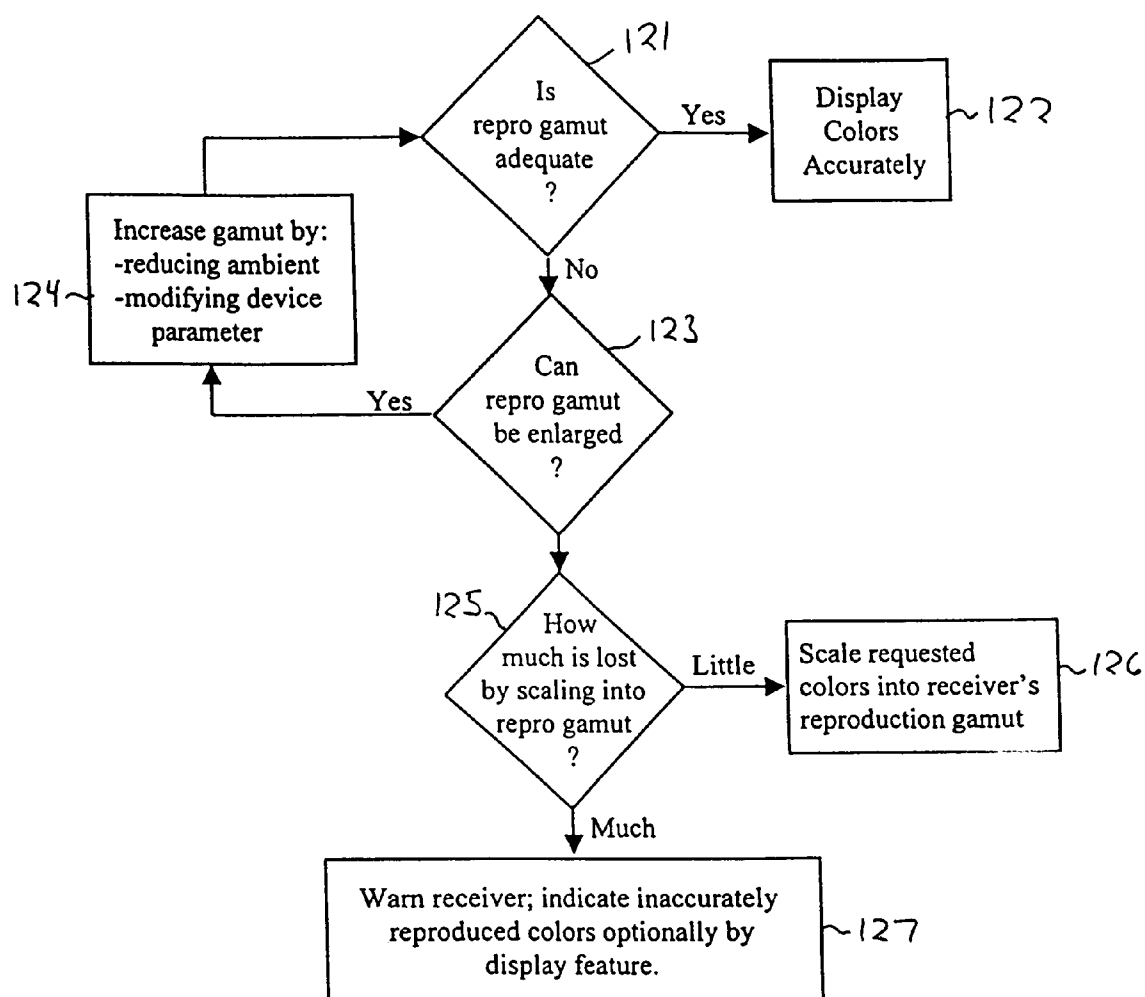 121
Is
repro gamut
adequate
?
Yes
Display
Colors
Accurately
122
Increase gamut by:
-reducing ambient
-modifying device
parameter
124
No
123
Can
repro gamut
be enlarged
?
Yes
125
How
much is lost
by scaling into
repro gamut
?
Little
Scale requested
colors into receiver's
reproduction gamut
126
Much
Warn receiver; indicate inaccurately
reproduced colors optionally by
display feature.
127